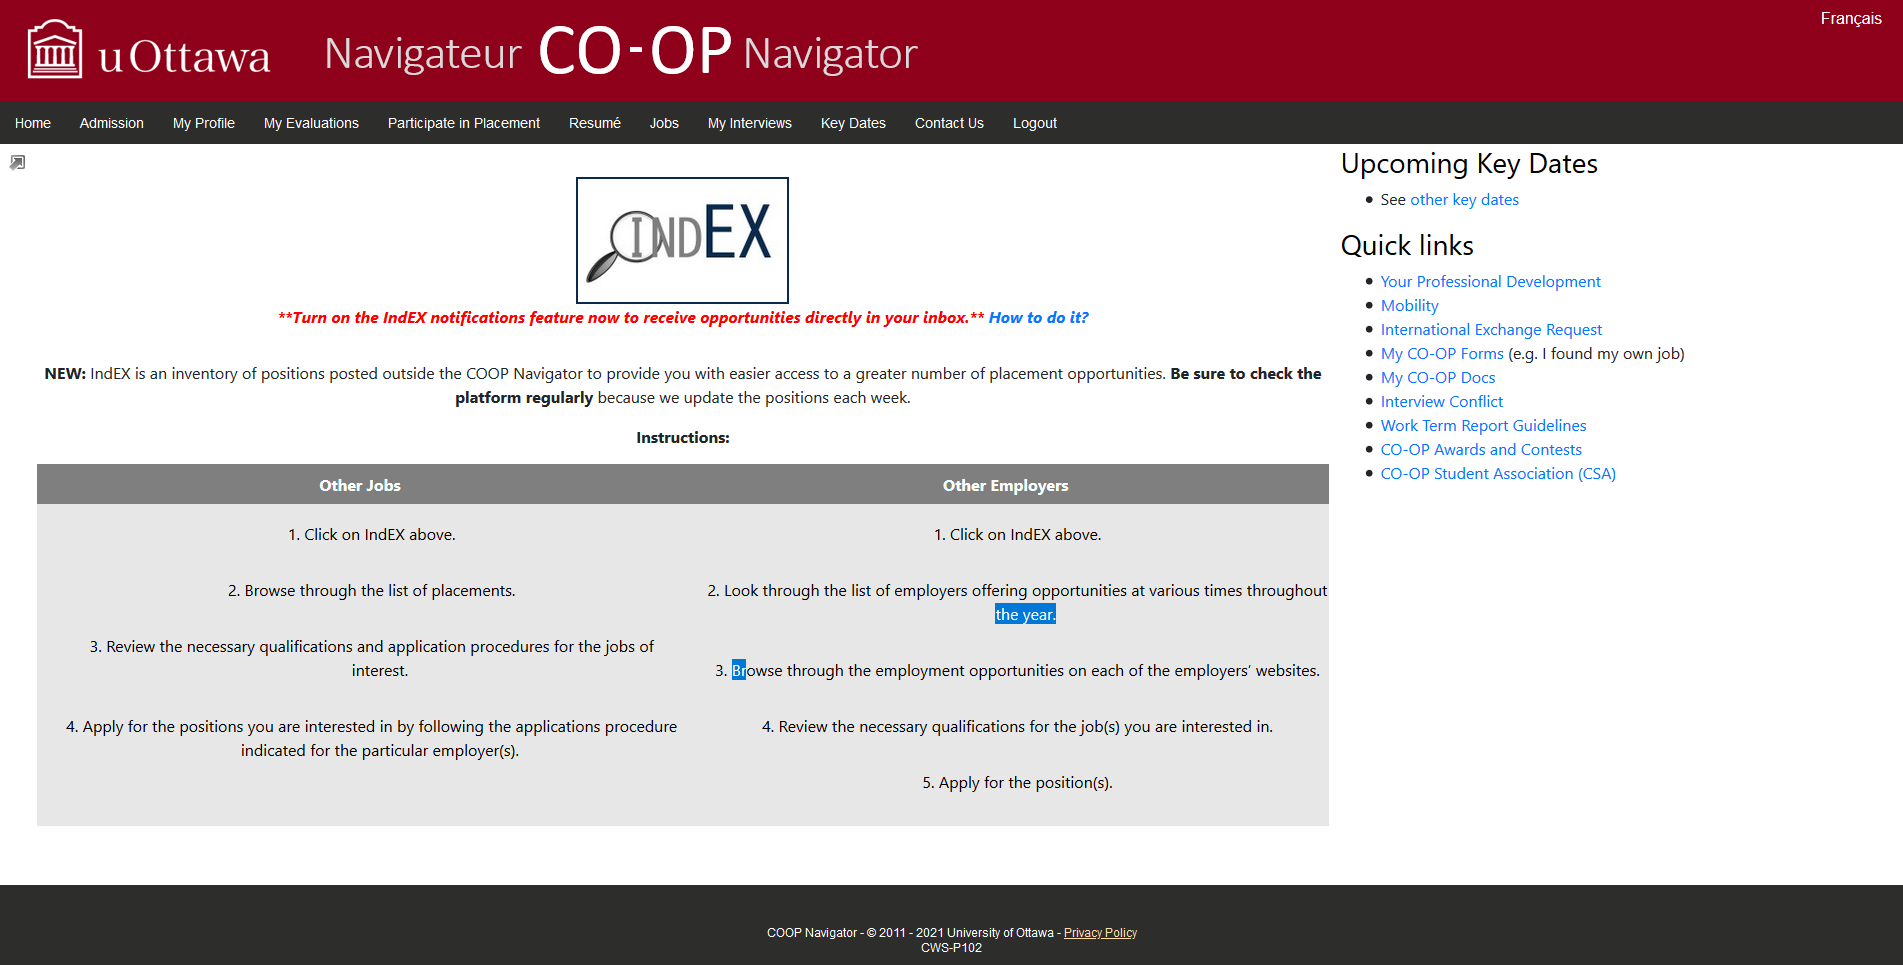 Français
uOttawa
Navigateur CO-OP Navigator
Home Admission My Profile My Evaluations Participate in Placement Resumé Jobs My Interviews Key Dates Contact Us Logout
INDEX
**Turn on the IndEX notifications feature now to receive opportunities directly in your inbox.** How to do it?
NEW: IndEX is an inventory of positions posted outside the COOP Navigator to provide you with easier access to a greater number of placement opportunities. Be sure to check the
platform regularly because we update the positions each week.
Instructions:
Other Jobs
1. Click on IndEX above.
2. Browse through the list of placements.
3. Review the necessary qualifications and application procedures for the jobs of
interest.
4. Apply for the positions you are interested in by following the applications procedure
indicated for the particular employer(s).
Other Employers
1. Click on IndEX above.
2. Look through the list of employers offering opportunities at various times throughout
the year.
3. Browse through the employment opportunities on each of the employers' websites.
4. Review the necessary qualifications for the job(s) you are interested in.
5. Apply for the position(s).
Upcoming Key Dates
See other key dates
Quick links
Your Professional Development
Mobility
International Exchange Request
My CO-OP Forms (e.g. I found my own job)
My CO-OP Docs
Interview Conflict
Work Term Report Guidelines
CO-OP Awards and Contests
CO-OP Student Association (CSA)
COOP Navigator - © 2011 - 2021 University of Ottawa - Privacy Policy
CWS-P102